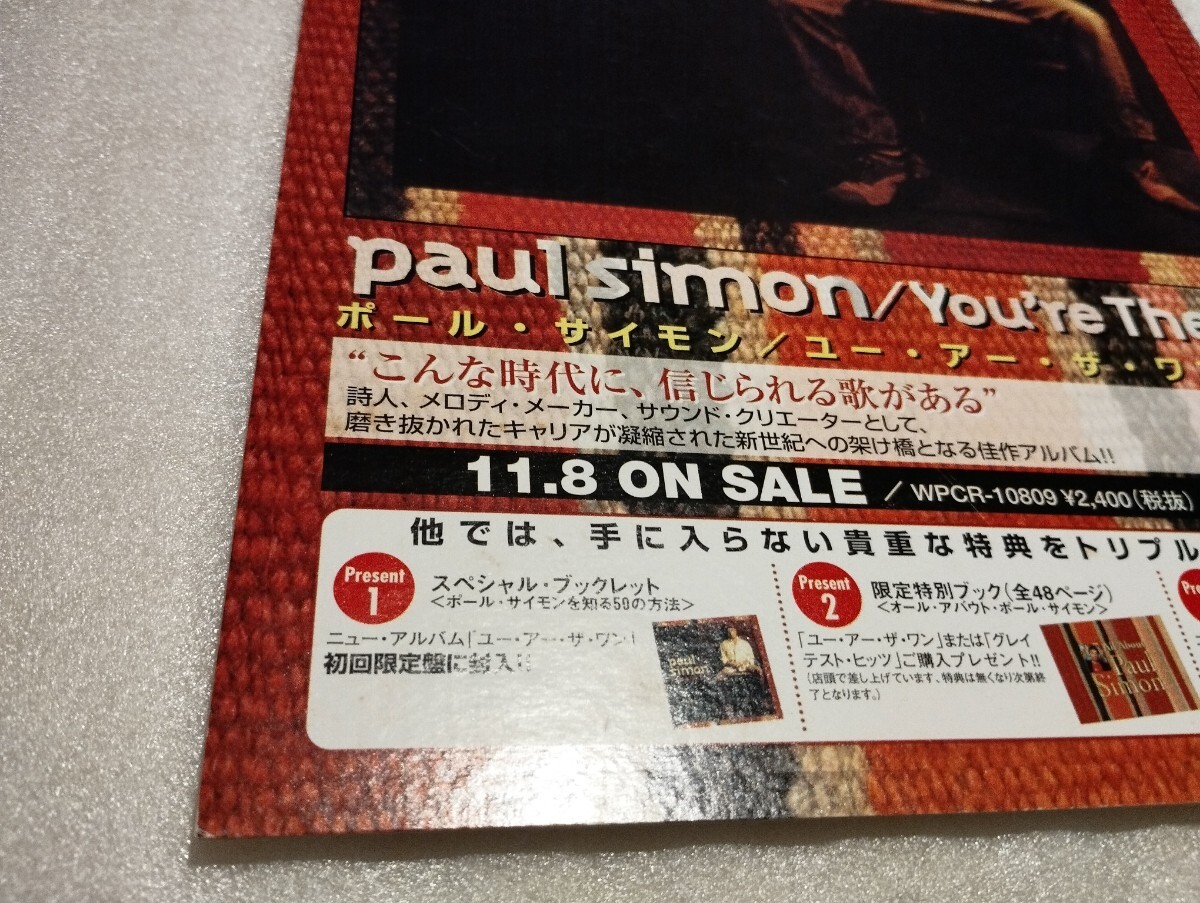 paul simon/You're The
ポール・サイモン/ユー・アー・ザ・ワ
“こんな時代に、信じられる歌がある”
詩人、メロディ・メーカー、サウンド・クリエーターとして、
磨き抜かれたキャリアが凝縮された新世紀への架け橋となる佳作アルバム!!
11.8 ON SALE / WPCR-10809 ¥2,400(税抜)
他では、手に入らない貴重な特典をトリプル
Present 1
スペシャル・ブックレット
<ポール・サイモンを知る50の方法>
ニュー・アルバム「ユー・アー・ザ・ワン」
初回限定盤に封入!!
paul simon
Present 2
限定特別ブック(全48ページ)
<オール・アバウト・ポール・サイモン>
「ユー・アー・ザ・ワン」または「グレイ
テスト・ヒッツ」ご購入プレゼント!!
(店頭で差し上げています、特典は無くなり次第終
了となります。)
All About
Paul
Simon